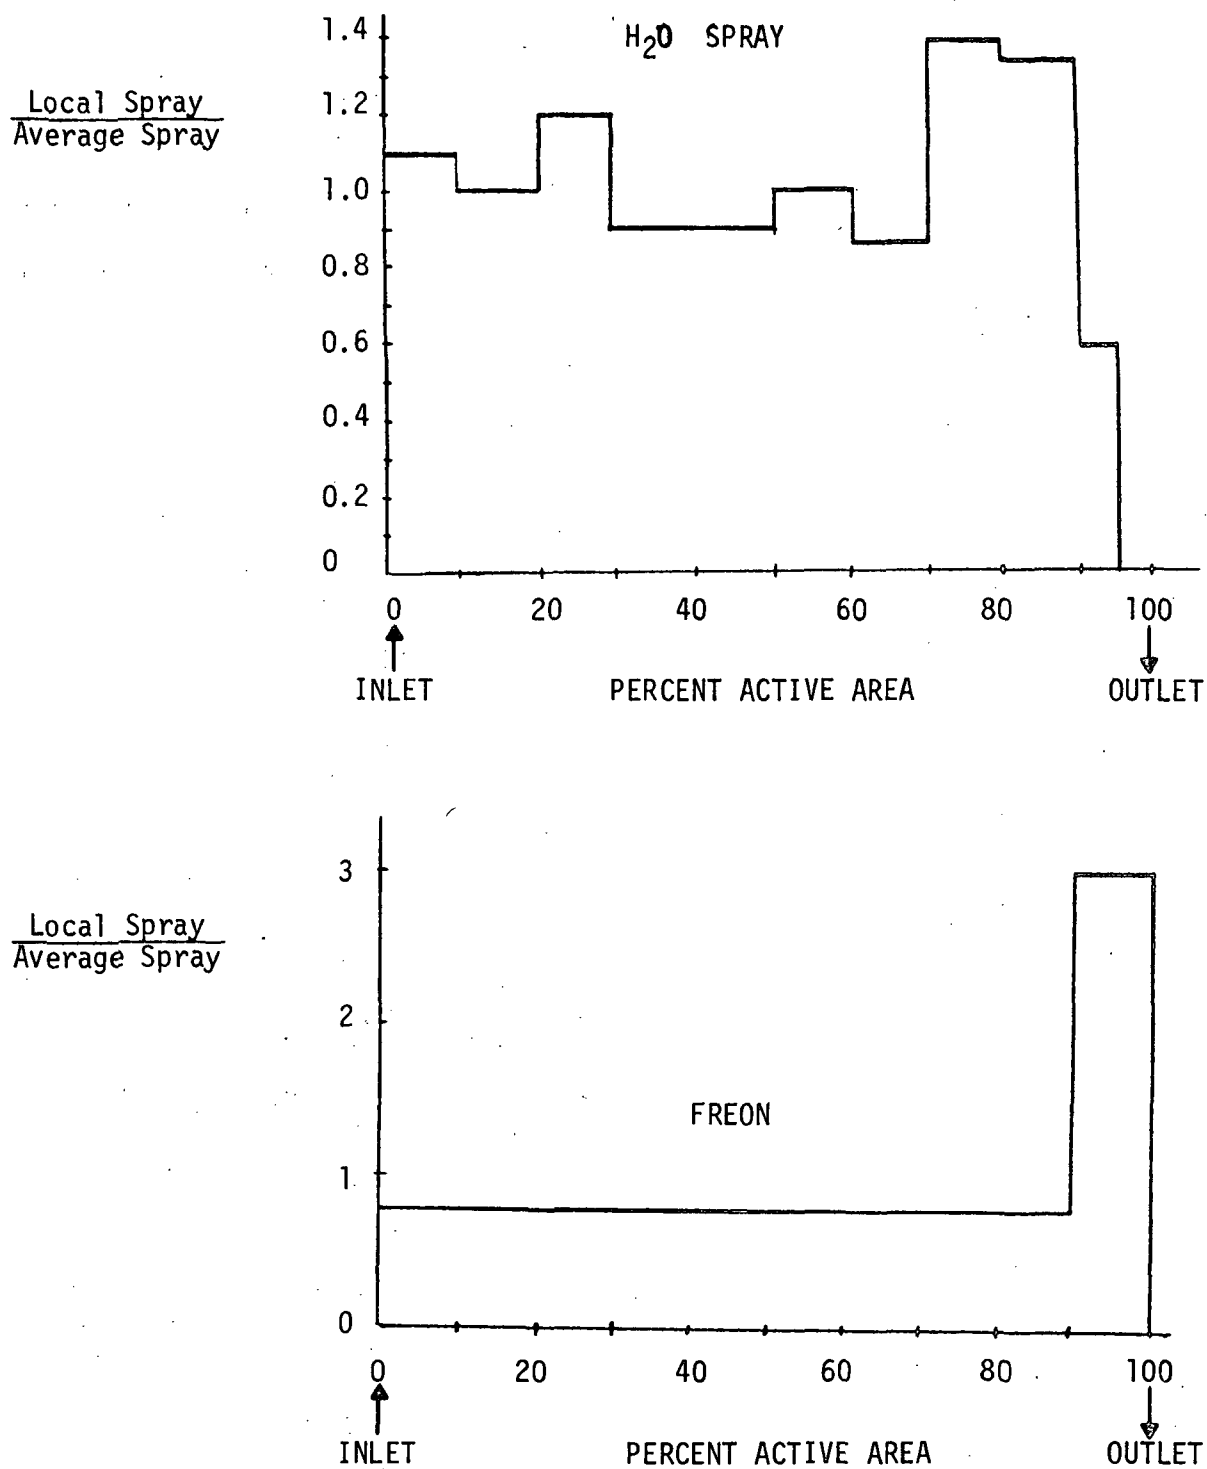 H₂O SPRAY
Local Spray
Average Spray
1.4
1.2
1.0
0.8
0.6
0.4
0.2
0
0 20 40 60 80 100
INLET PERCENT ACTIVE AREA OUTLET
Local Spray
Average Spray
3
2
1
0
FREON
0 20 40 60 80 100
INLET PERCENT ACTIVE AREA OUTLET